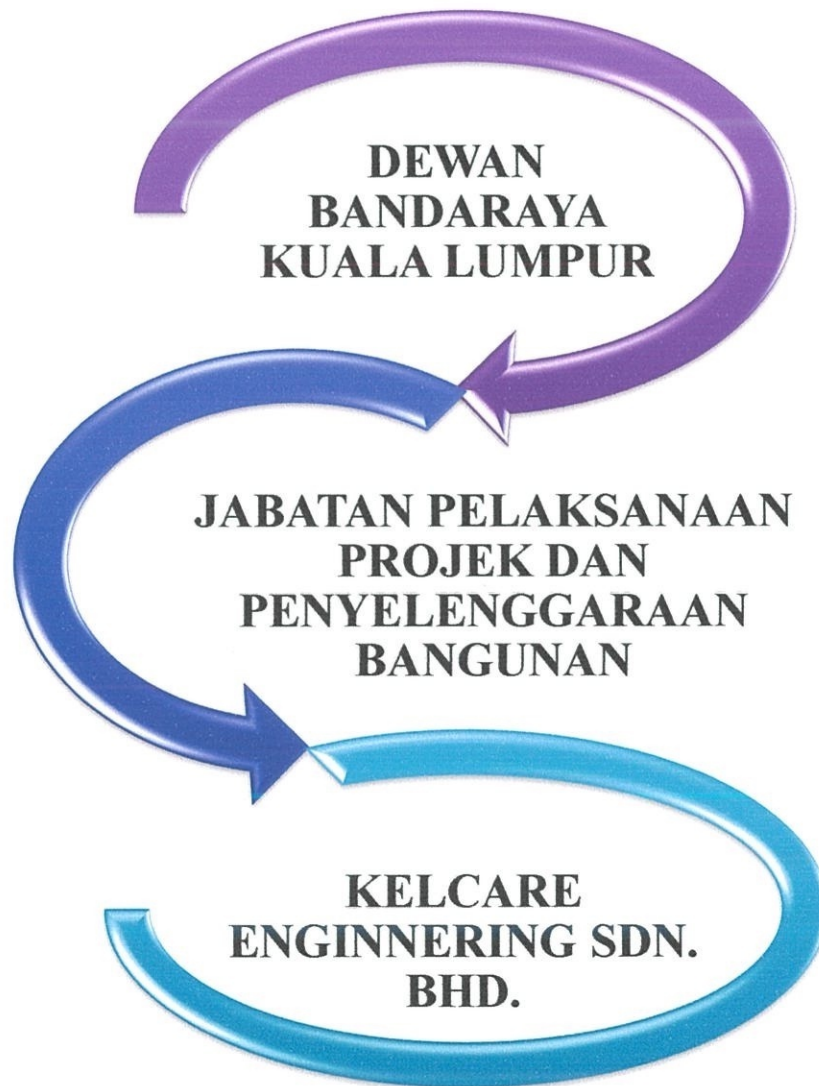 DEWAN
BANDARAYA
KUALA LUMPUR
JABATAN PELAKSANAAN
PROJEK DAN
PENYELENGGARAAN
BANGUNAN
KELCARE
ENGINNERING SDN.
BHD.